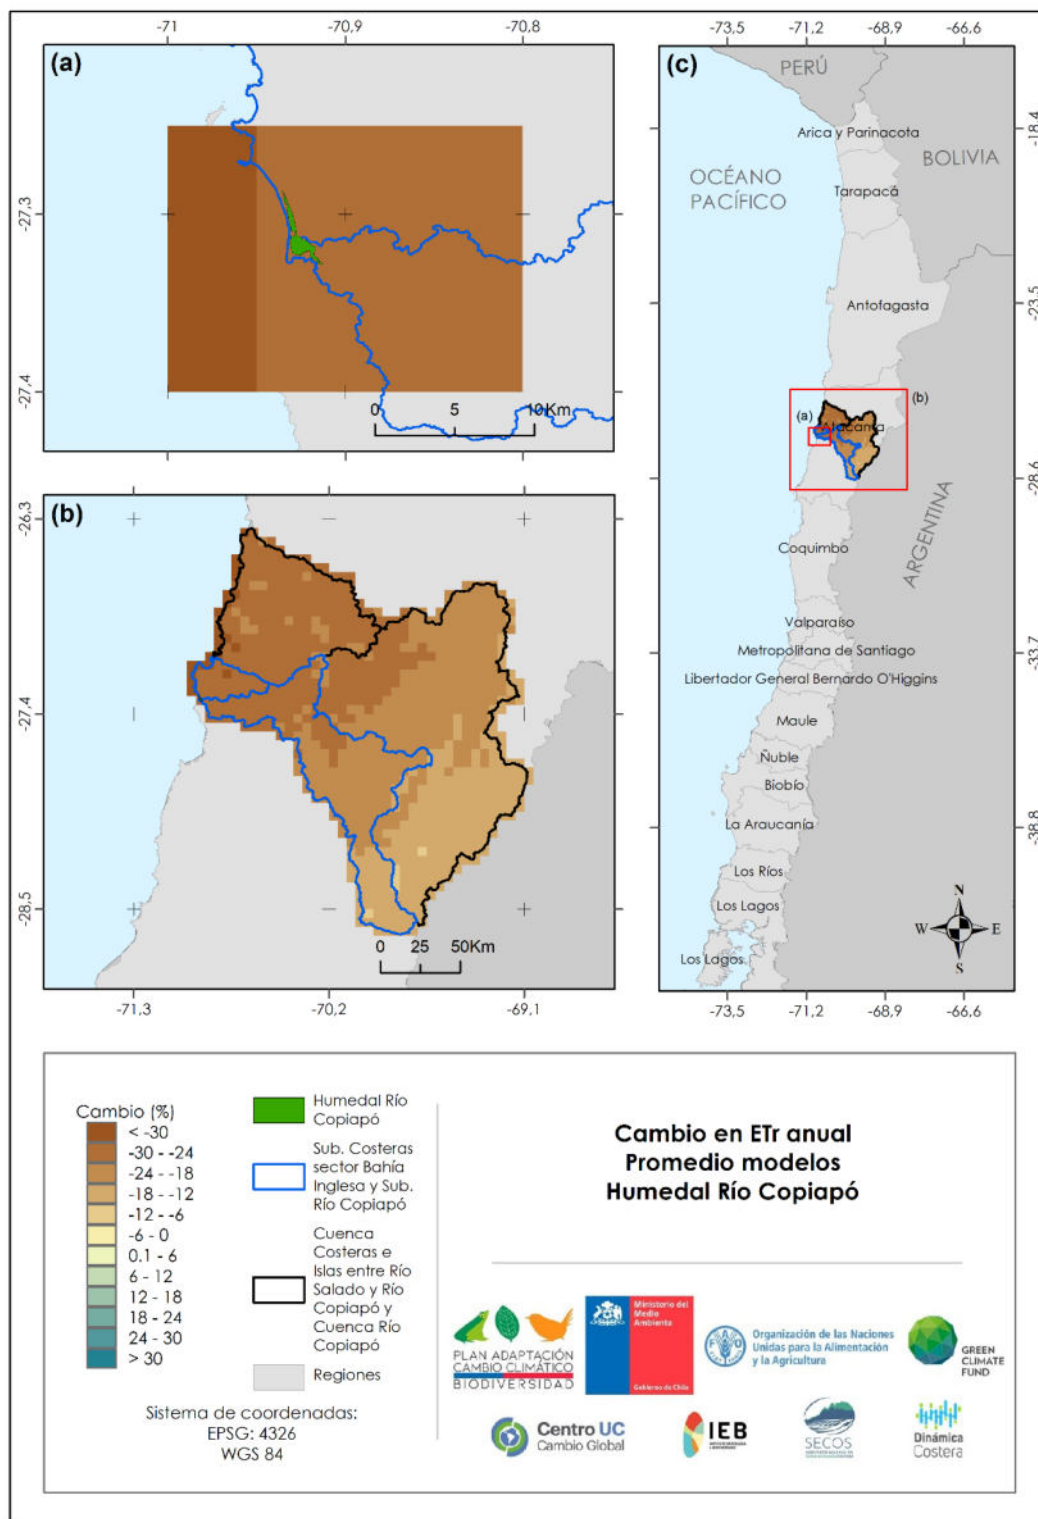 -71
-70,9
-70,8
(a)
-27,3
-27,4
0
5
10Km
(b)
-26,3
-27,4
-28,5
0
25
50Km
-71,3
-70,2
-69,1
-73,5
-71,2
-68,9
-66,6
(c)
PERÚ
BOLIVIA
OCÉANO
PACÍFICO
ARGENTINA
Arica y Parinacota
Tarapacá
Antofagasta
(a)
(b)
Atacama
Coquimbo
Valparaíso
Metropolitana de Santiago
Libertador General Bernardo O'Higgins
Maule
Ñuble
Biobío
La Araucanía
Los Ríos
Los Lagos
Los Lagos
N
W
E
S
-18,4
-23,5
-28,6
-33,7
-38,8
-73,5
-71,2
-68,9
-66,6
Cambio (%)
< -30
-30 - -24
-24 - -18
-18 - -12
-12 - -6
-6 - 0
0.1 - 6
6 - 12
12 - 18
18 - 24
24 - 30
> 30
Humedal Río
Copiapó
Sub. Costeras
sector Bahía
Inglesa y Sub.
Río Copiapó
Cuenca
Costeras e
Islas entre Río
Salado y Río
Copiapó y
Cuenca Río
Copiapó
Regiones
Sistema de coordenadas:
EPSG: 4326
WGS 84
Cambio en ETr anual
Promedio modelos
Humedal Río Copiapó
PLAN ADAPTACIÓN
CAMBIO CLIMÁTICO
BIODIVERSIDAD
Ministerio del
Medio
Ambiente
Gobierno de Chile
FAO
Organización de las Naciones
Unidas para la Alimentación
y la Agricultura
GREEN
CLIMATE
FUND
Centro UC
Cambio Global
IEB
SECOS
Dinámica
Costera